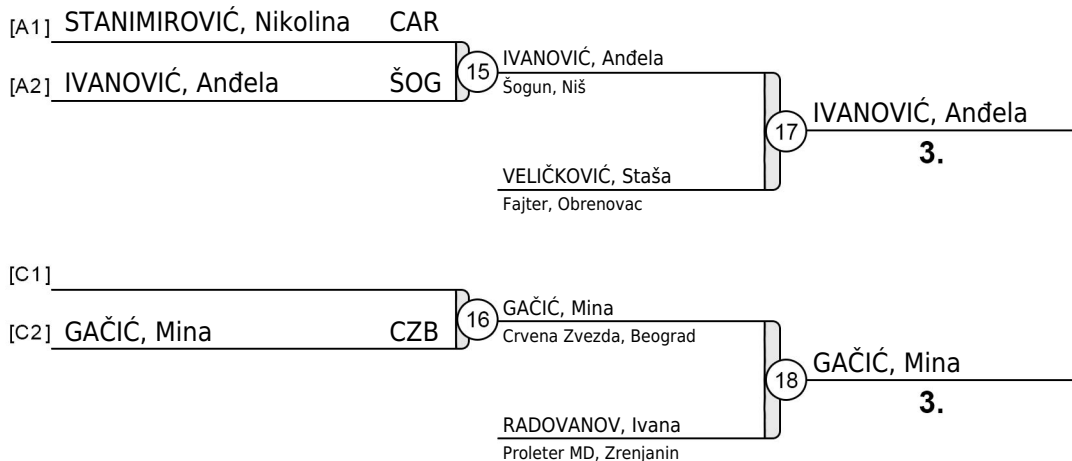 [A1] STANIMIROVIĆ, Nikolina CAR
[A2] IVANOVIĆ, Anđela ŠOG
15
IVANOVIĆ, Anđela
Šogun, Niš
17
IVANOVIĆ, Anđela
3.
VELIČKOVIĆ, Staša
Fajter, Obrenovac
[C1]
[C2] GAČIĆ, Mina CZB
16
GAČIĆ, Mina
Crvena Zvezda, Beograd
18
GAČIĆ, Mina
3.
RADOVANOV, Ivana
Proleter MD, Zrenjanin